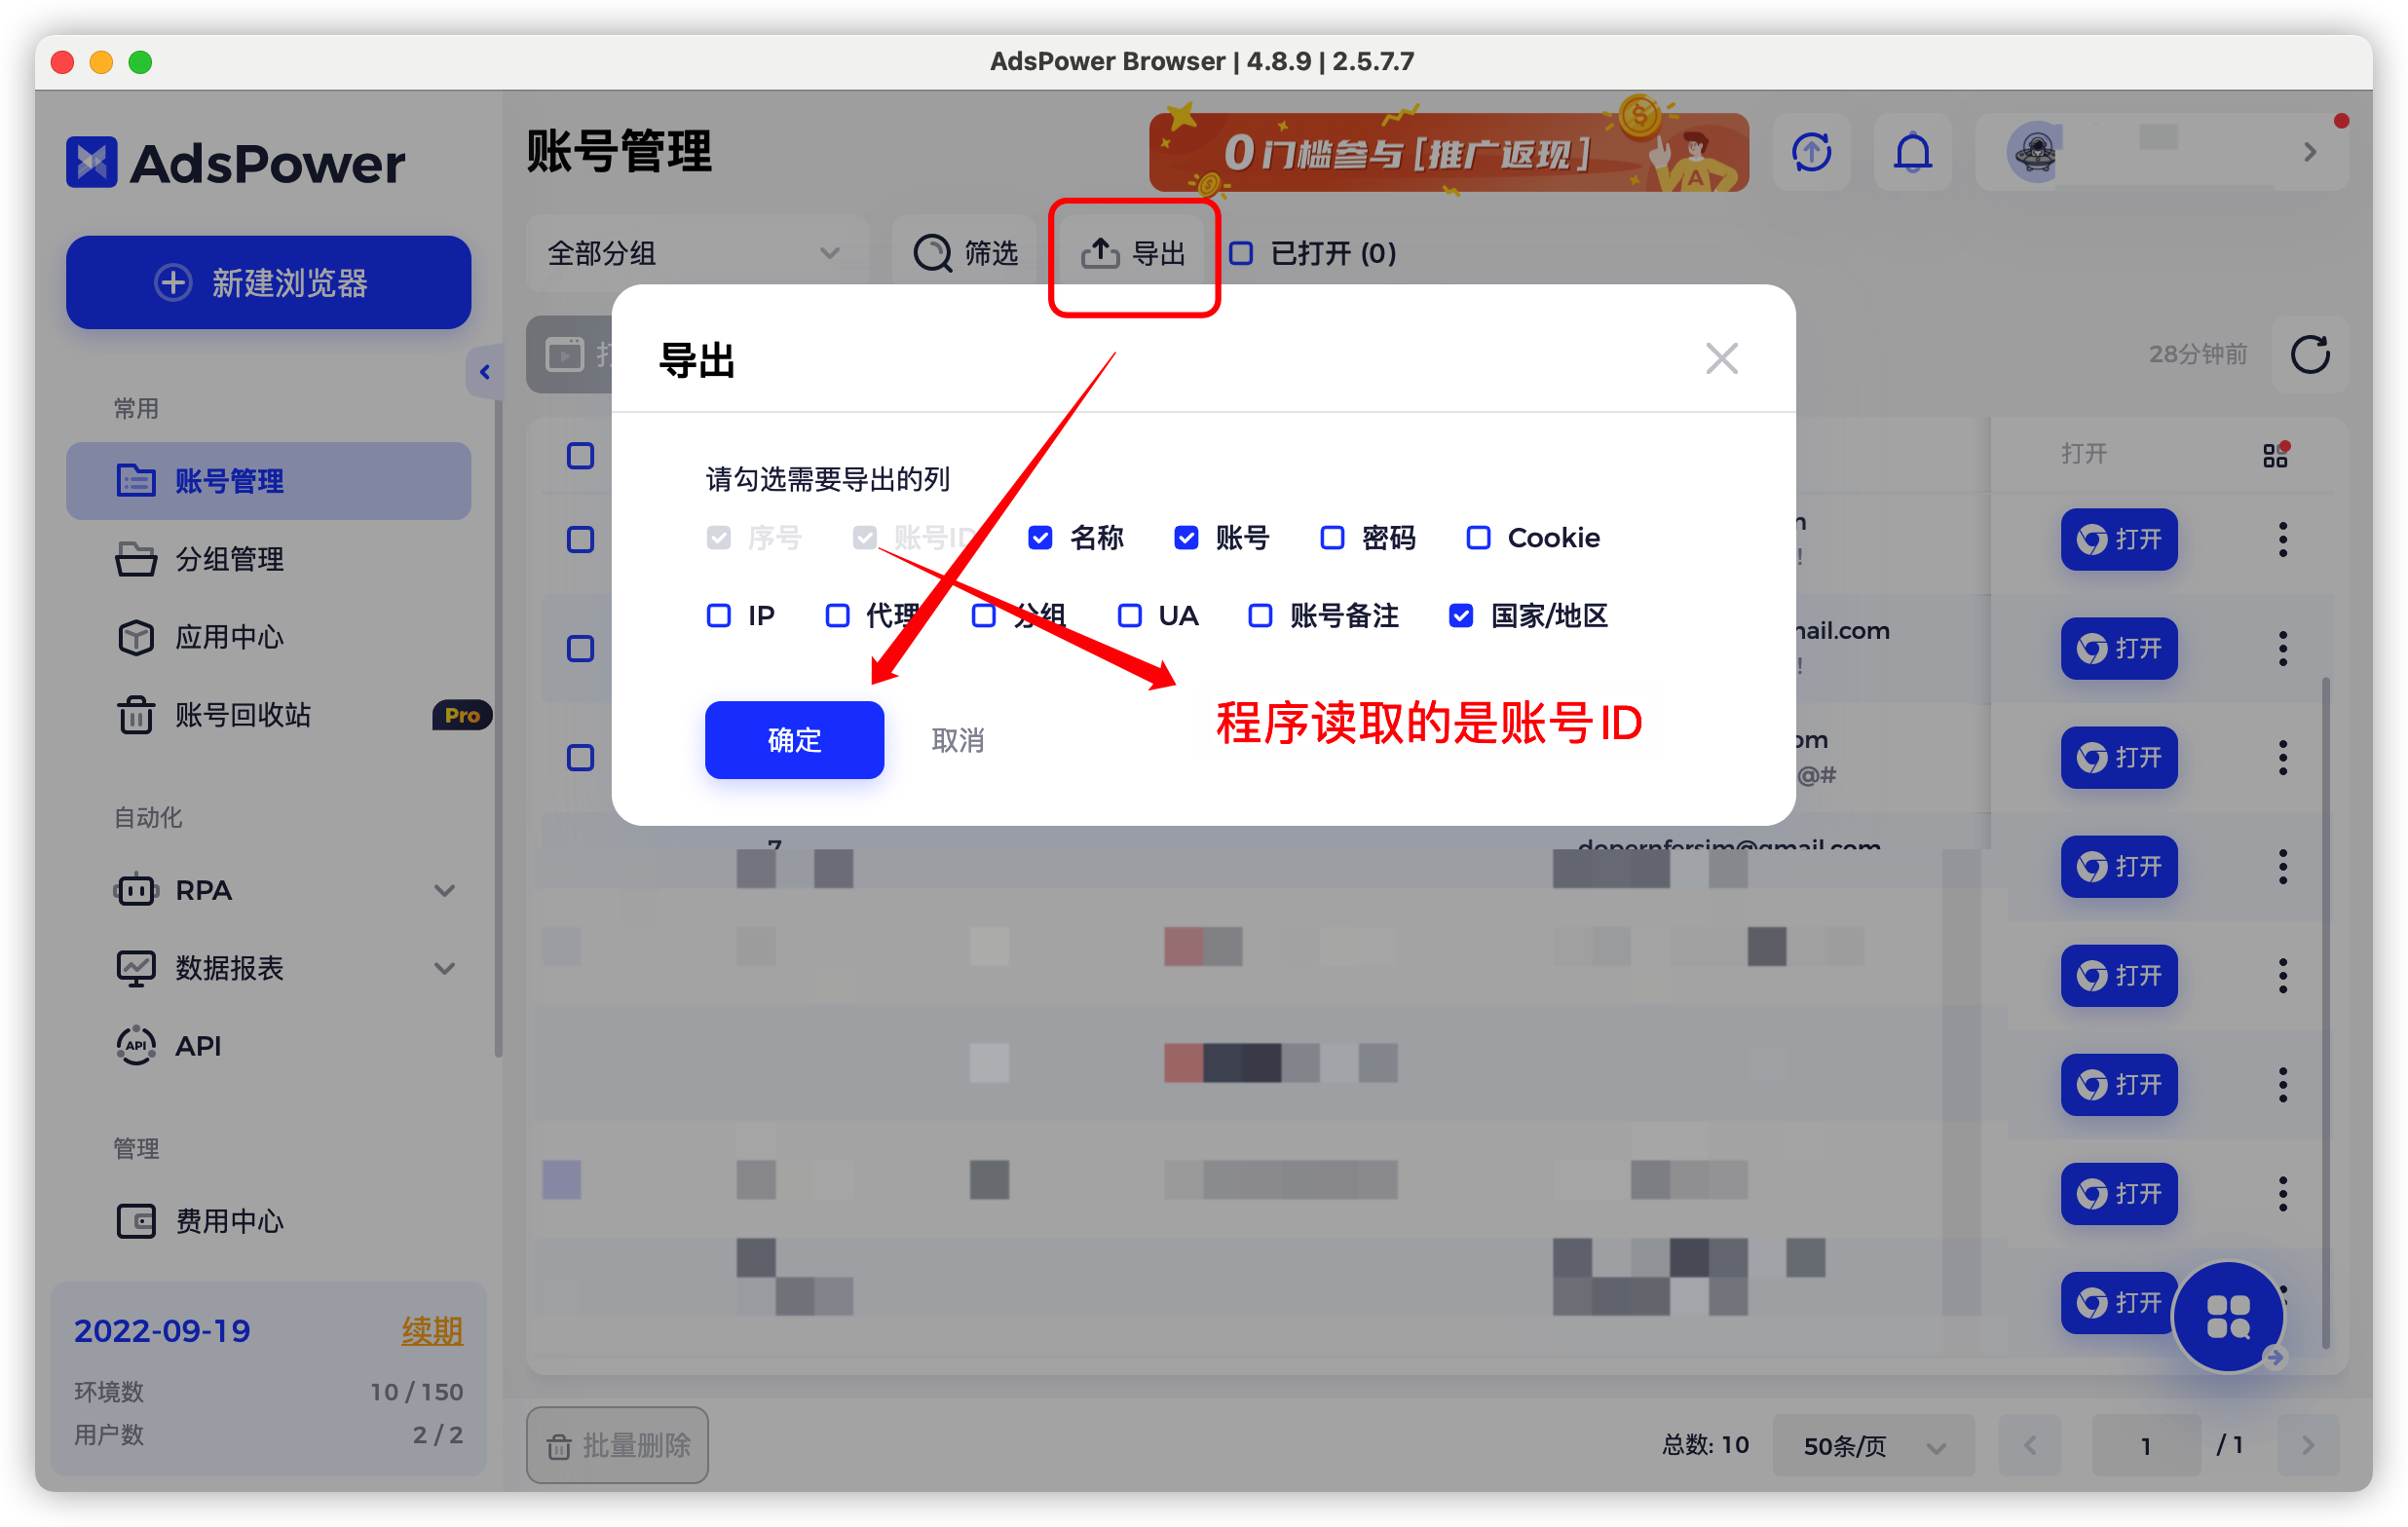 AdsPower Browser | 4.8.9 | 2.5.7.7
AdsPower
账号管理
0门槛参与[推广返现]
A
新建浏览器
全部分组
筛选
导出
已打开 (0)
28分钟前
常用
账号管理
分组管理
应用中心
账号回收站
Pro
自动化
RPA
数据报表
API
API
管理
费用中心
2022-09-19
续期
环境数
10 / 150
用户数
2 / 2
导出
请勾选需要导出的列
序号
账号ID
名称
账号
密码
Cookie
IP
代理
分组
UA
账号备注
国家/地区
确定
取消
程序读取的是账号ID
打开
打开
!
nail.com
打开
!
om
打开
@#
7
打开
打开
打开
打开
打开
批量删除
总数: 10
50条/页
1
/ 1